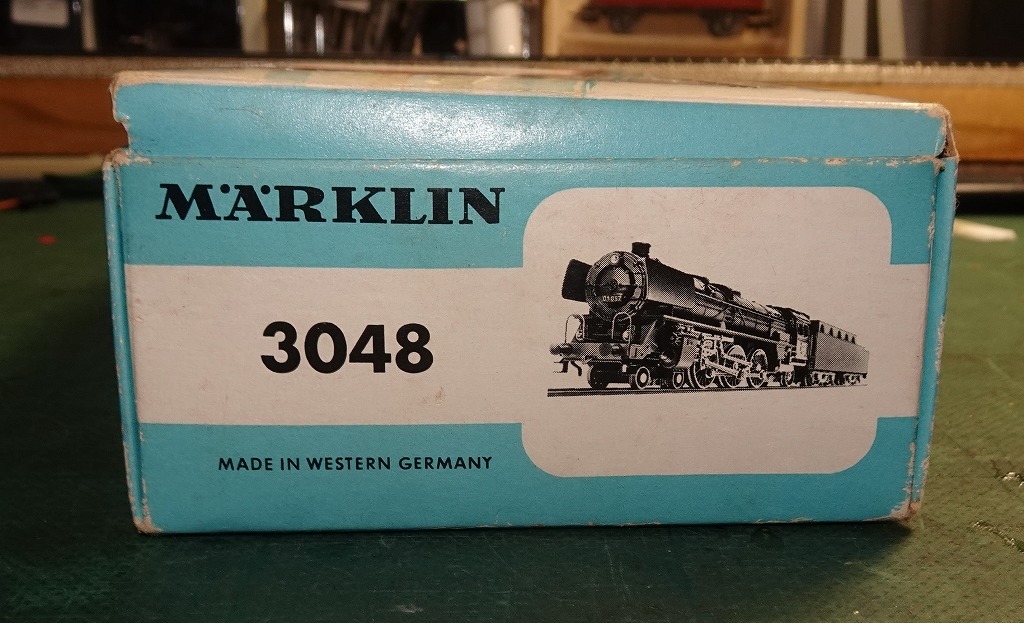 MÄRKLIN
3048
MADE IN WESTERN GERMANY